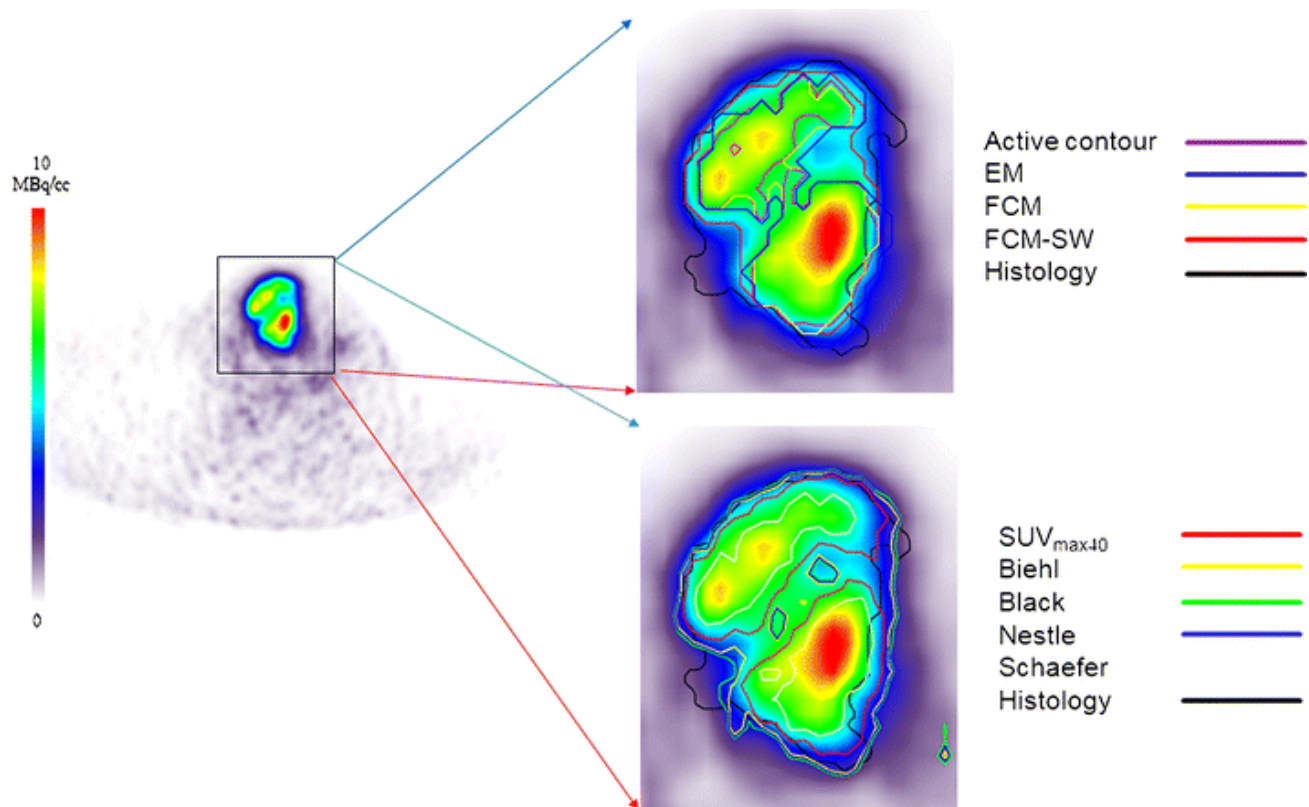 10
MBq/cc
0
Active contour
EM
FCM
FCM-SW
Histology
SUVmax40
Biehl
Black
Nestle
Schaefer
Histology